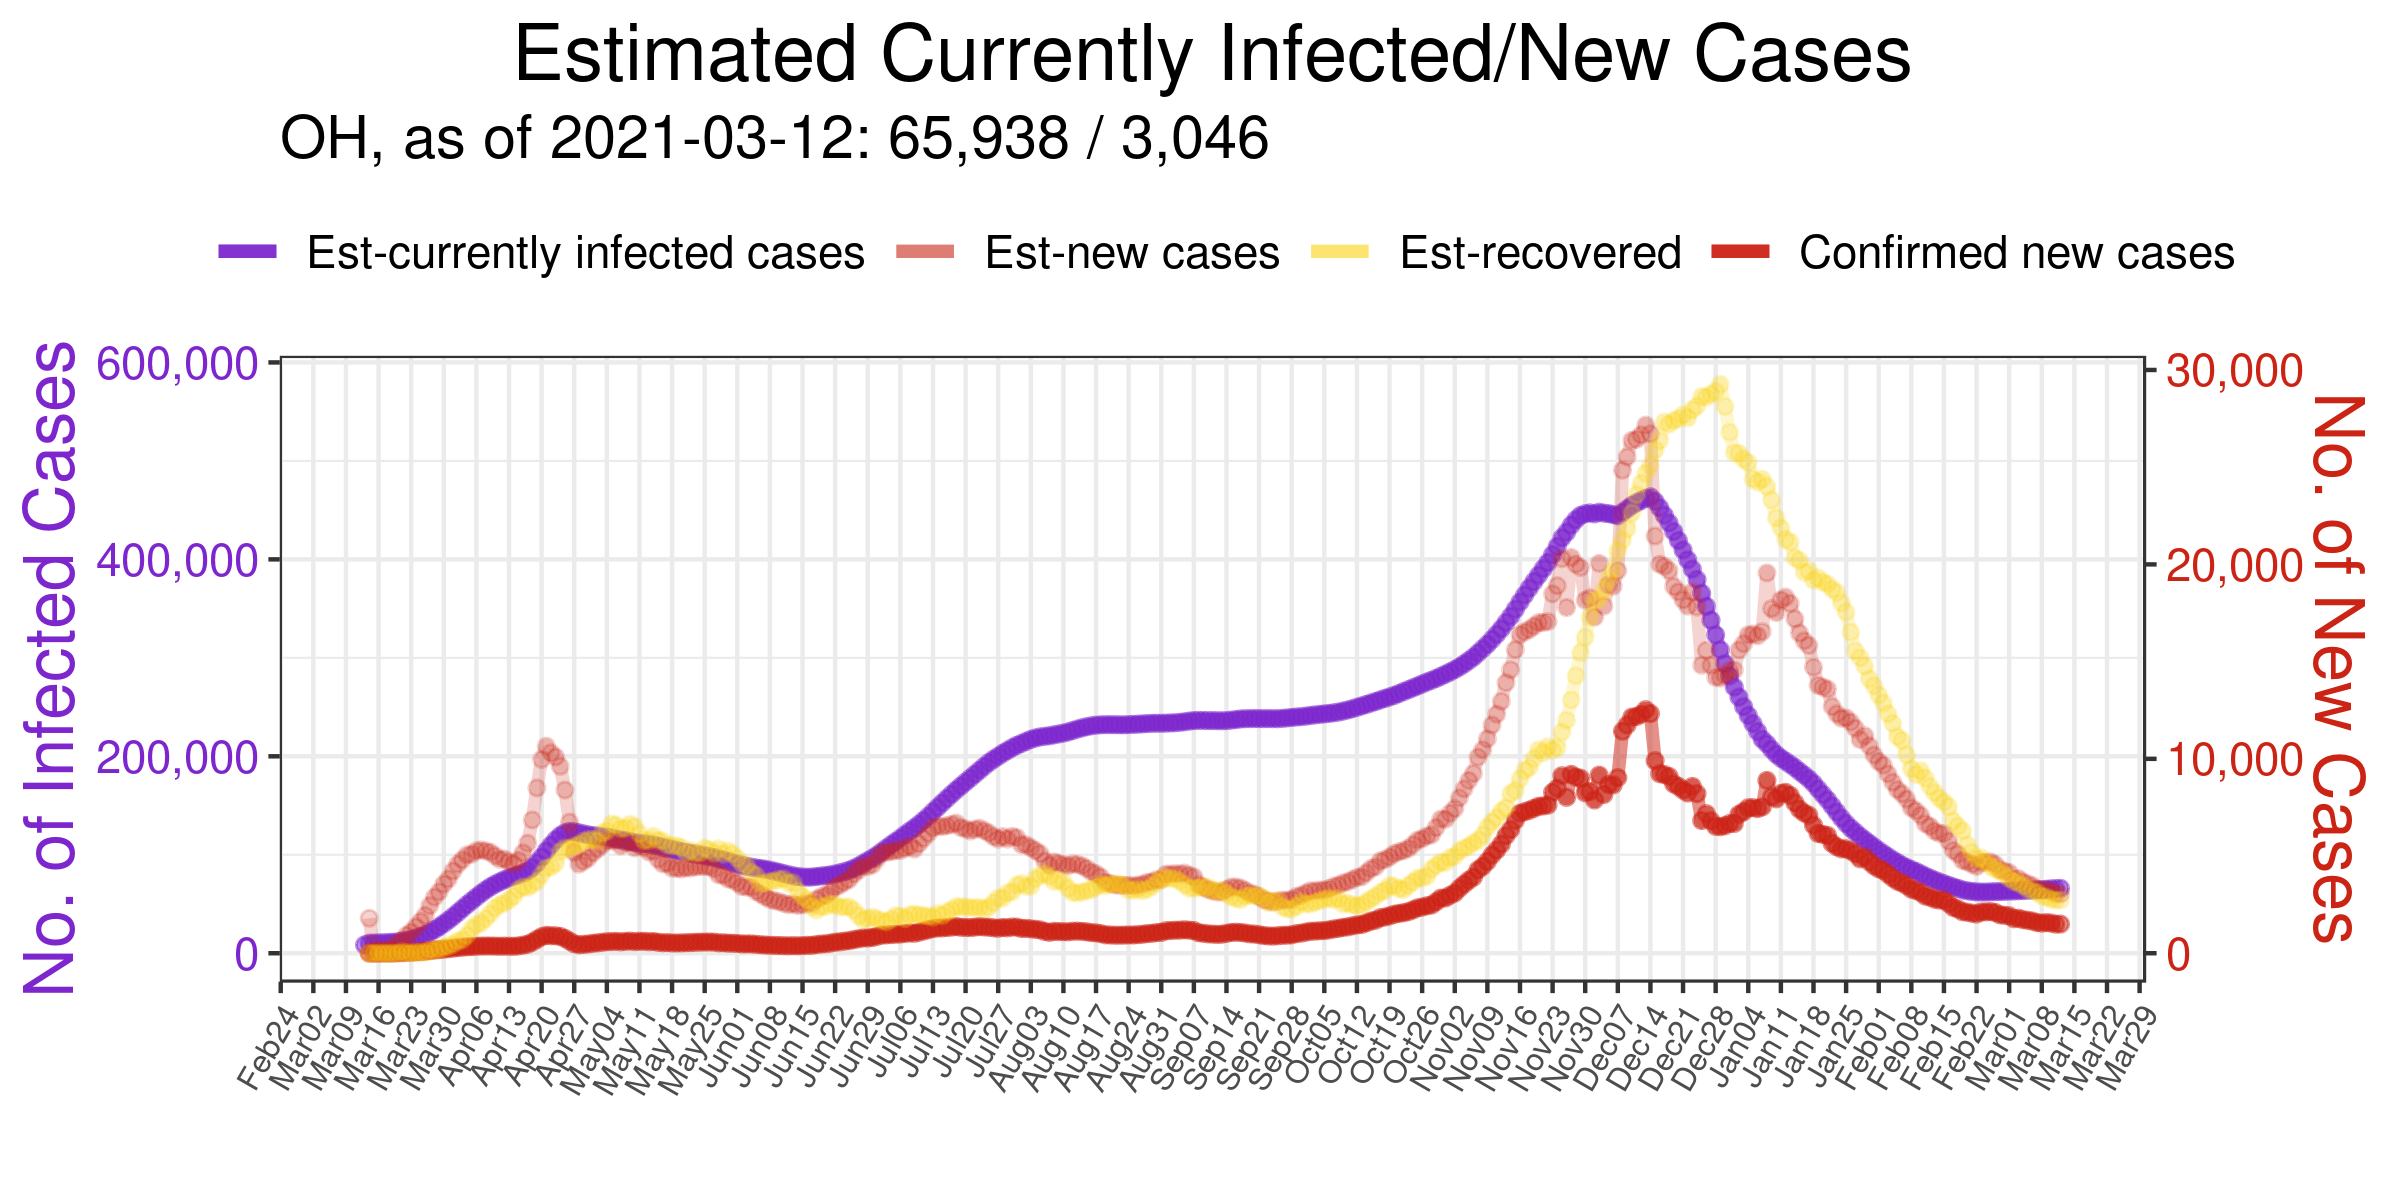 Estimated Currently Infected/New Cases
OH, as of 2021-03-12: 65,938 / 3,046
Est-currently infected cases Est-new cases Est-recovered Confirmed new cases
No. of Infected Cases
600,000
400,000
200,000
0
30,000
20,000
10,000
0
No. of New Cases
Feb24 Mar02 Mar09 Mar16 Mar23 Mar30 Apr06 Apr13 Apr20 Apr27 May04 May11 May18 May25 Jun01 Jun08 Jun15 Jun22 Jun29 Jul06 Jul13 Jul20 Jul27 Aug03 Aug10 Aug17 Aug24 Aug31 Sep07 Sep14 Sep21 Sep28 Oct05 Oct12 Oct19 Oct26 Nov02 Nov09 Nov16 Nov23 Nov30 Dec07 Dec14 Dec21 Dec28 Jan04 Jan11 Jan18 Jan25 Feb01 Feb08 Feb15 Feb22 Mar01 Mar08 Mar15 Mar22 Mar29